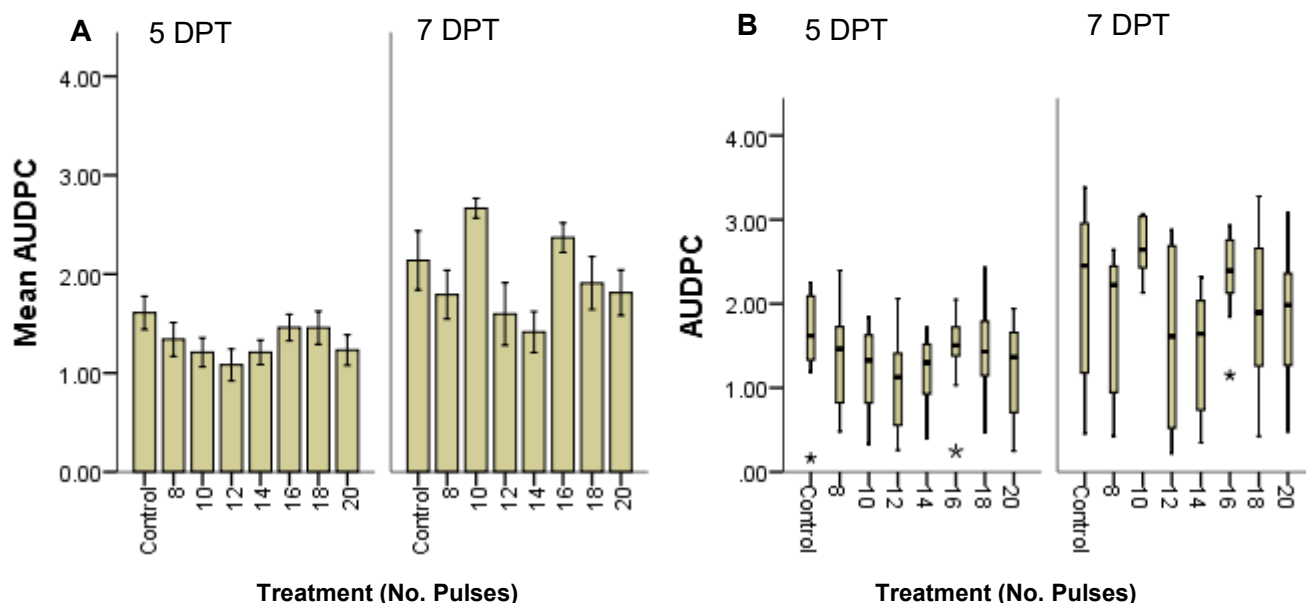 A
5 DPT
7 DPT
Mean AUDPC
4.00
3.00
2.00
1.00
0.00
Control
8
10
12
14
16
18
20
Control
8
10
12
14
16
18
20
Treatment (No. Pulses)
B
5 DPT
7 DPT
AUDPC
4.00
3.00
2.00
1.00
.00
Control
8
10
12
14
16
18
20
Control
8
10
12
14
16
18
20
Treatment (No. Pulses)